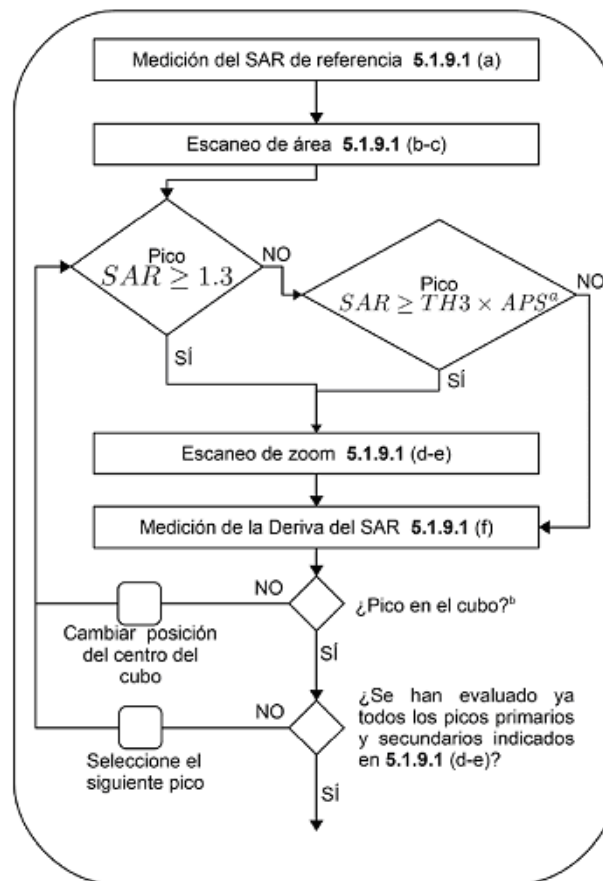 Medición del SAR de referencia 5.1.9.1 (a)
Escaneo de área 5.1.9.1 (b-c)
Pico
SAR ≥ 1.3
NO
SÍ
Pico
SAR ≥ TH3 × APSᵃ
NO
SÍ
Escaneo de zoom 5.1.9.1 (d-e)
Medición de la Deriva del SAR 5.1.9.1 (f)
NO
¿Pico en el cubo?ᵇ
Cambiar posición
del centro del
cubo
SÍ
NO
¿Se han evaluado ya
todos los picos primarios
y secundarios indicados
en 5.1.9.1 (d-e)?
Seleccione el
siguiente pico
SÍ